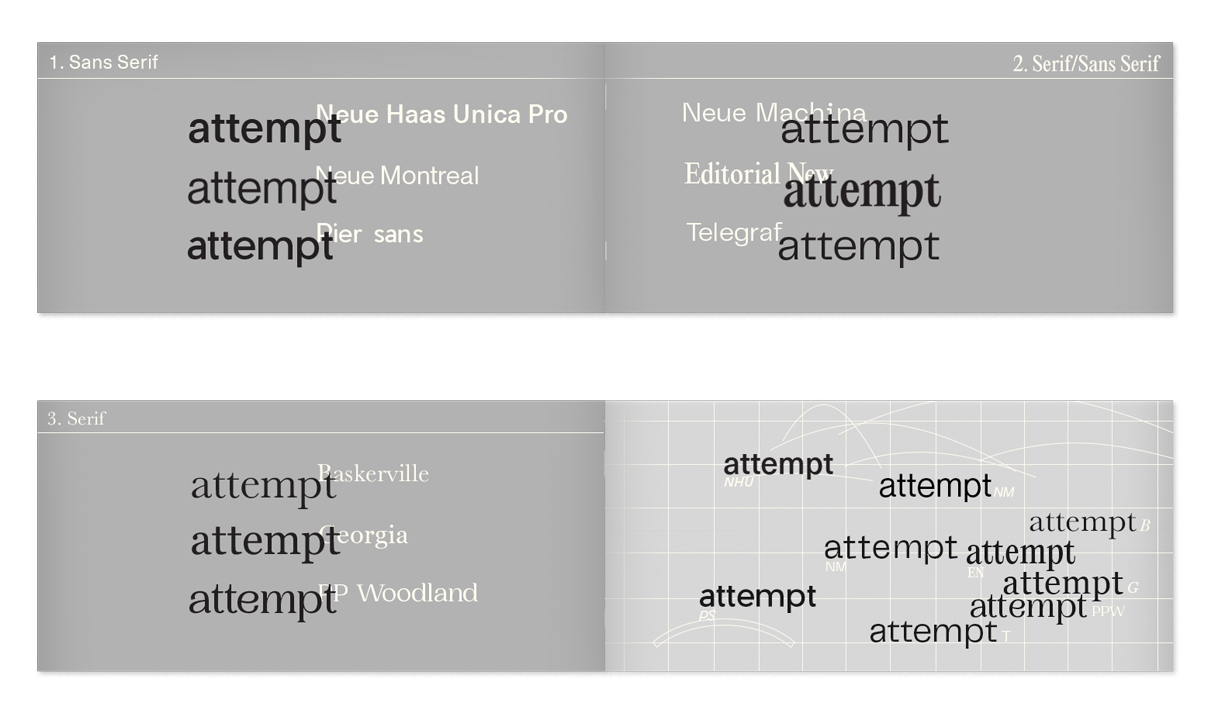 1. Sans Serif
attempt Neue Haas Unica Pro
attempt Neue Montreal
attempt Pier sans
2. Serif/Sans Serif
Neue Machina attempt
Editorial New attempt
Telegraf attempt
3. Serif
attempt Baskerville
attempt Georgia
attempt PP Woodland
attempt
NHU
attempt NM
attempt B
attempt
NM
attempt
EN
attempt G
attempt
PS
attempt PPW
attempt T